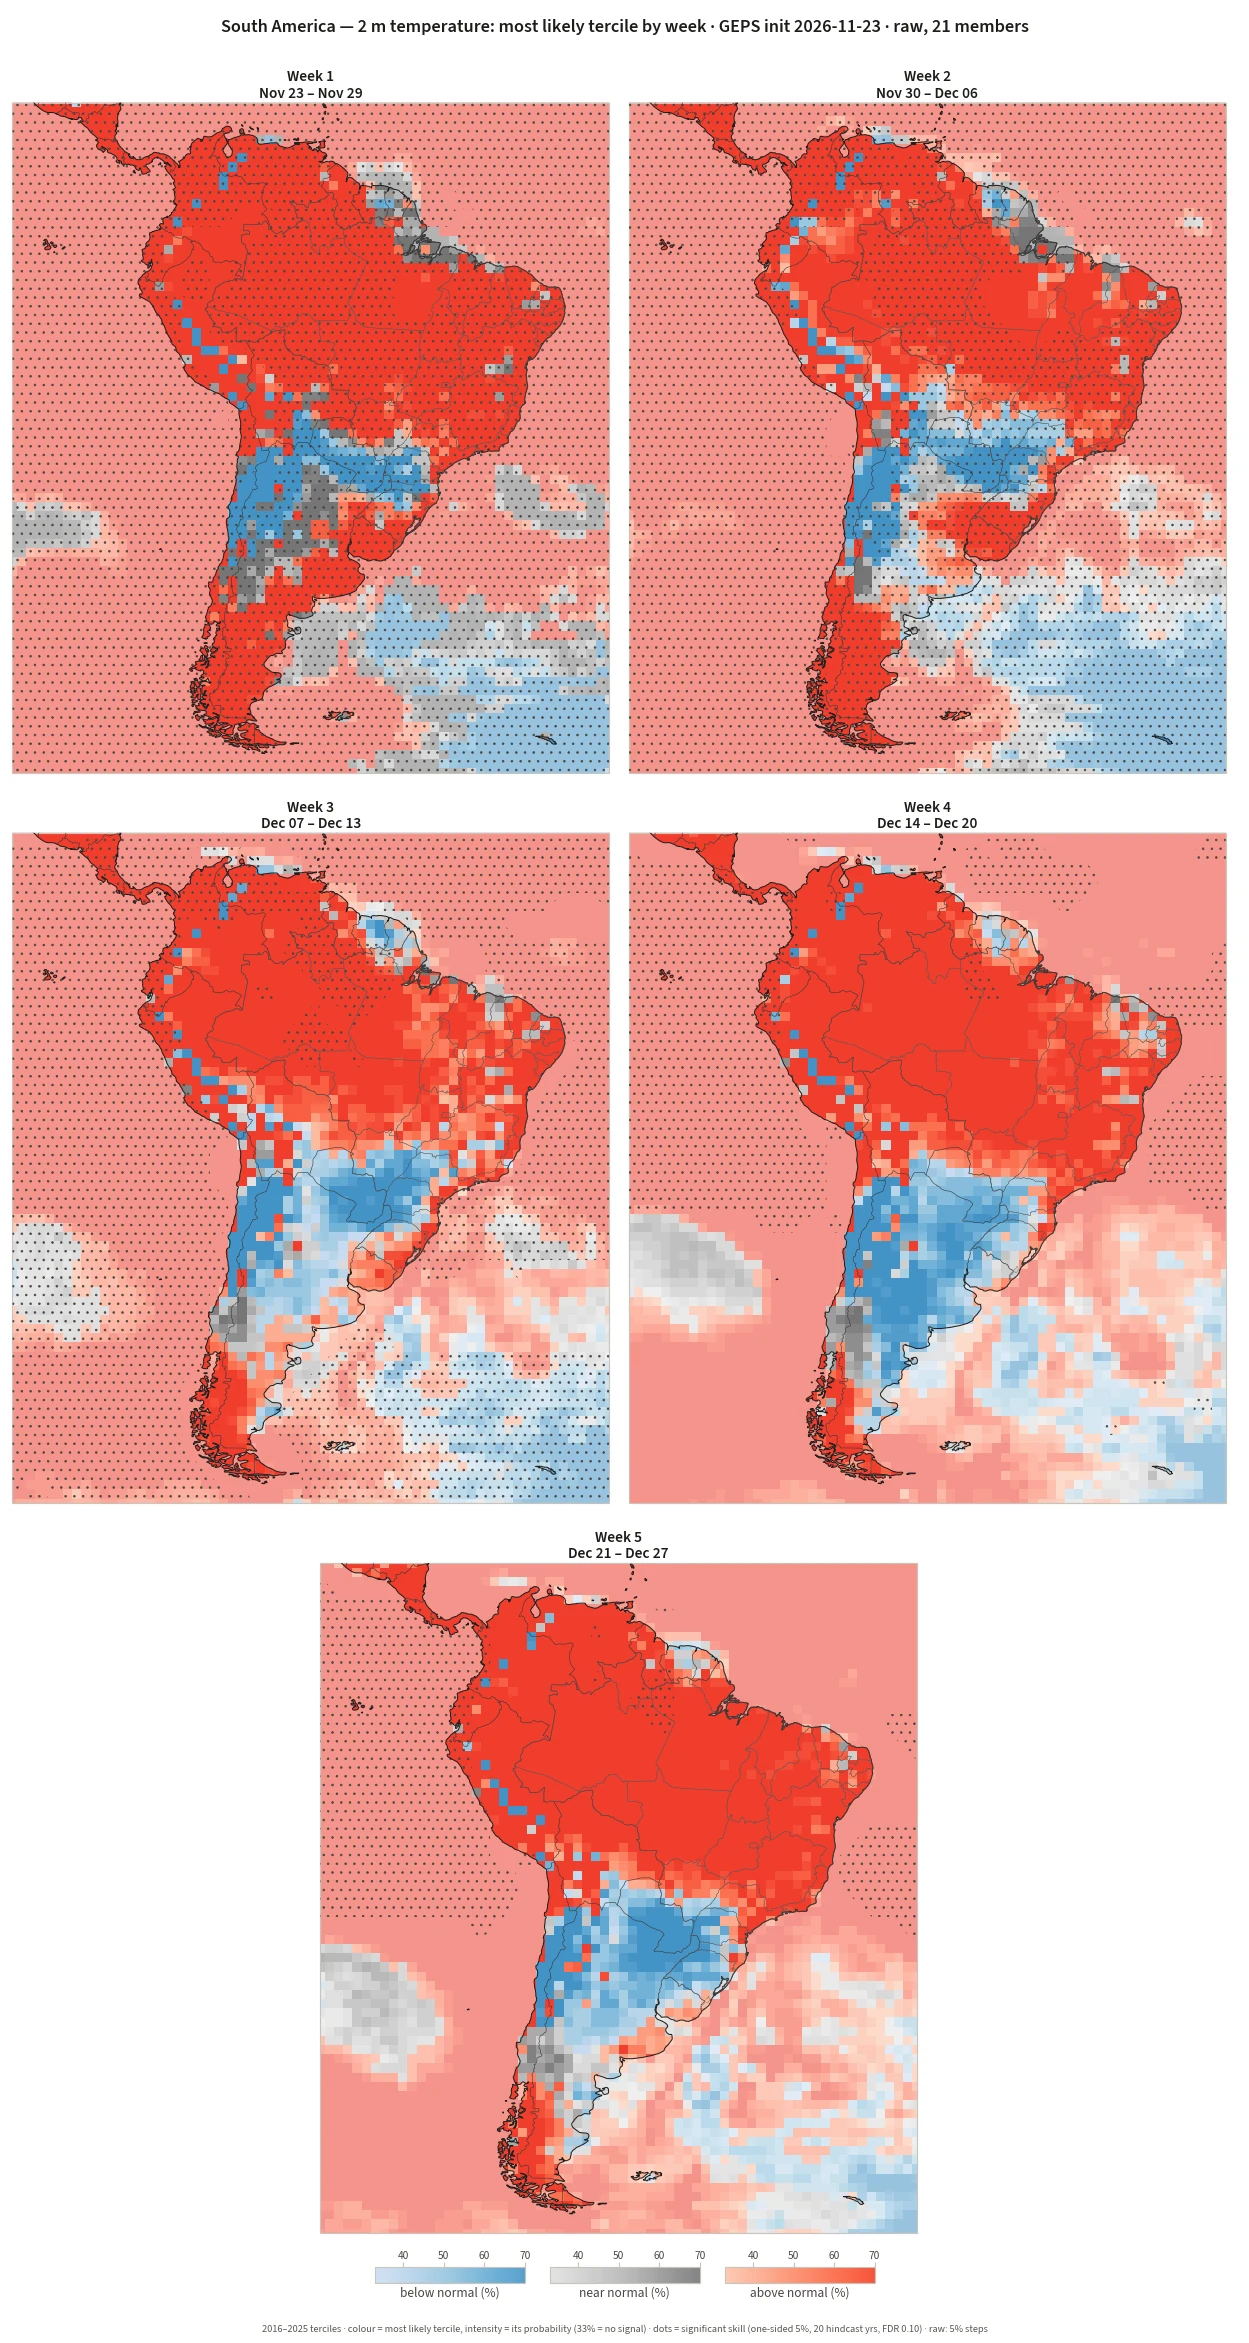 South America — 2 m temperature: most likely tercile by week · GEPS init 2026-11-23 · raw, 21 members
Week 1
Nov 23 – Nov 29
Week 2
Nov 30 – Dec 06
Week 3
Dec 07 – Dec 13
Week 4
Dec 14 – Dec 20
Week 5
Dec 21 – Dec 27
40 50 60 70
below normal (%)
40 50 60 70
near normal (%)
40 50 60 70
above normal (%)
2016–2025 terciles · colour = most likely tercile, intensity = its probability (33% = no signal) · dots = significant skill (one-sided 5%, 20 hindcast yrs, FDR 0.10) · raw: 5% steps